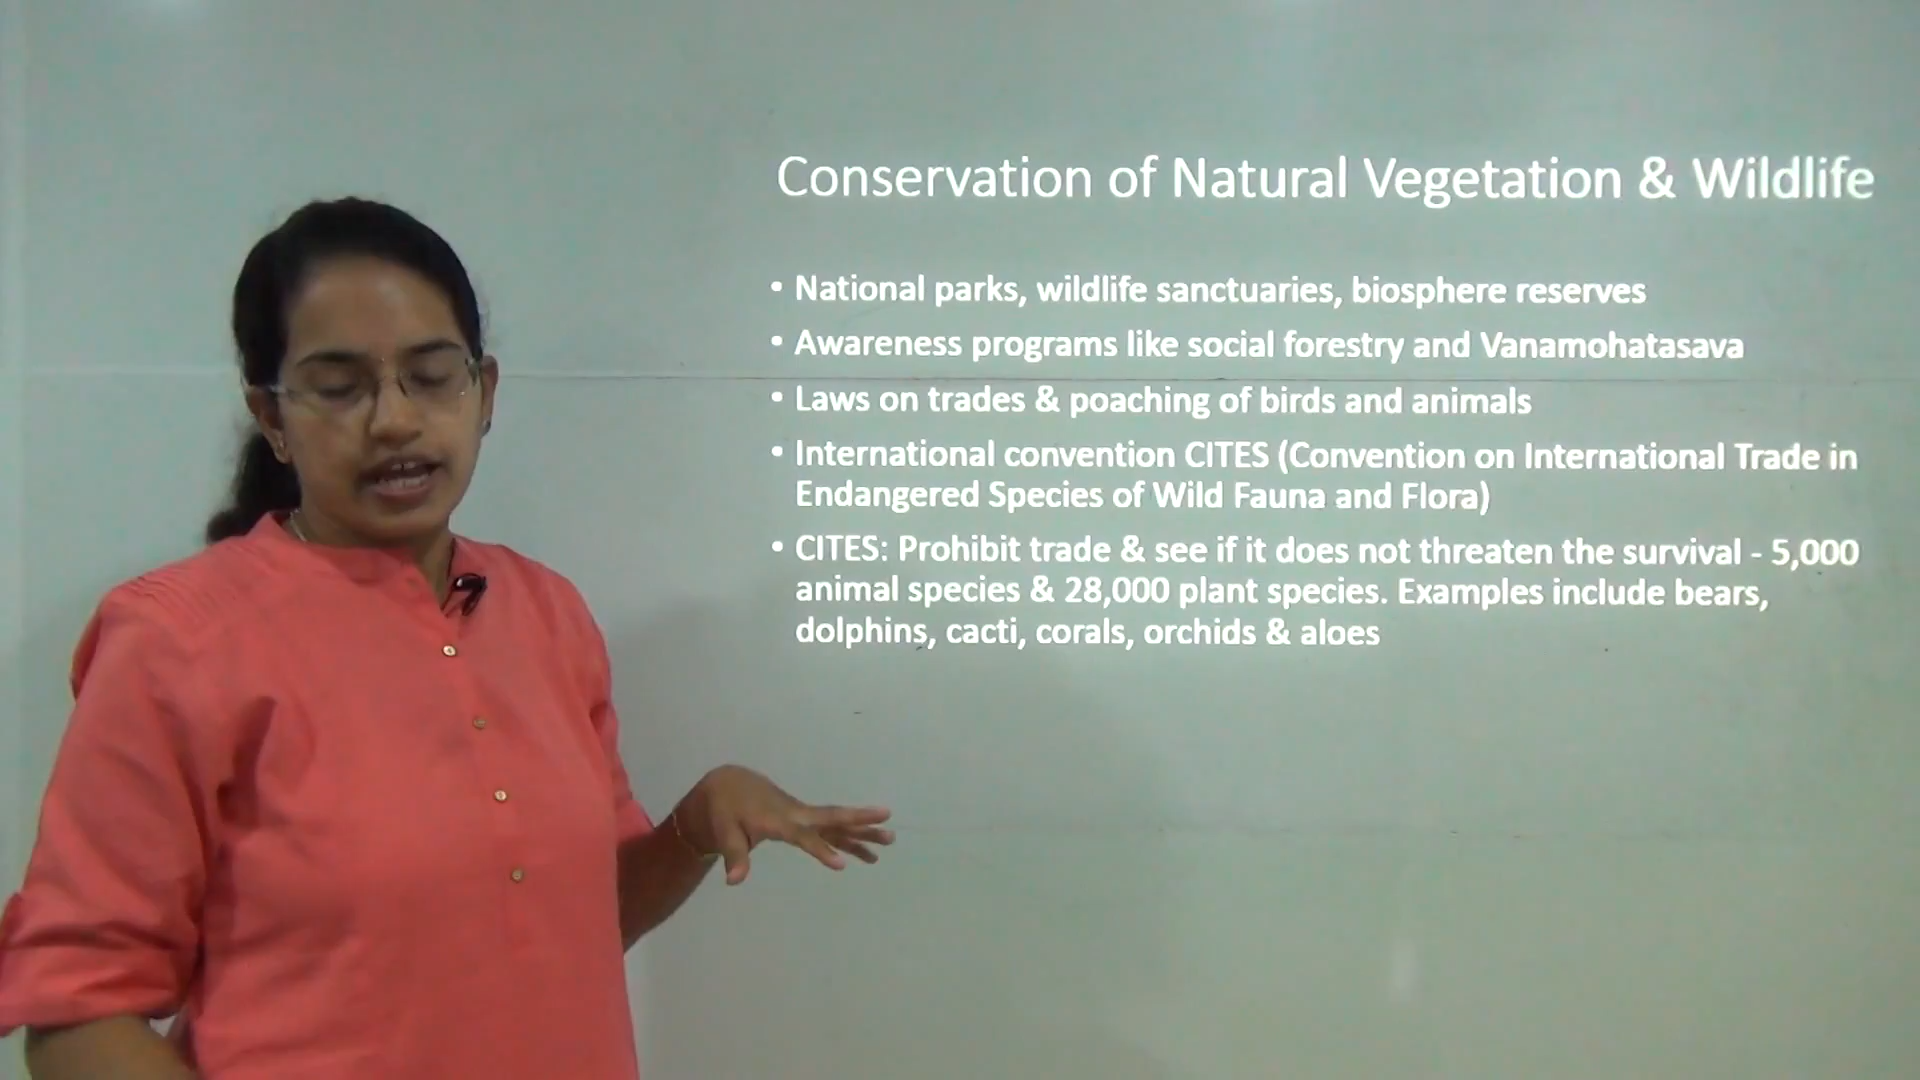 Conservation of Natural Vegetation & Wildlife
• National parks, wildlife sanctuaries, biosphere reserves
• Awareness programs like social forestry and Vanamohatasava
• Laws on trades & poaching of birds and animals
• International convention CITES (Convention on International Trade in
Endangered Species of Wild Fauna and Flora)
• CITES: Prohibit trade & see if it does not threaten the survival - 5,000
animal species & 28,000 plant species. Examples include bears,
dolphins, cacti, corals, orchids & aloes